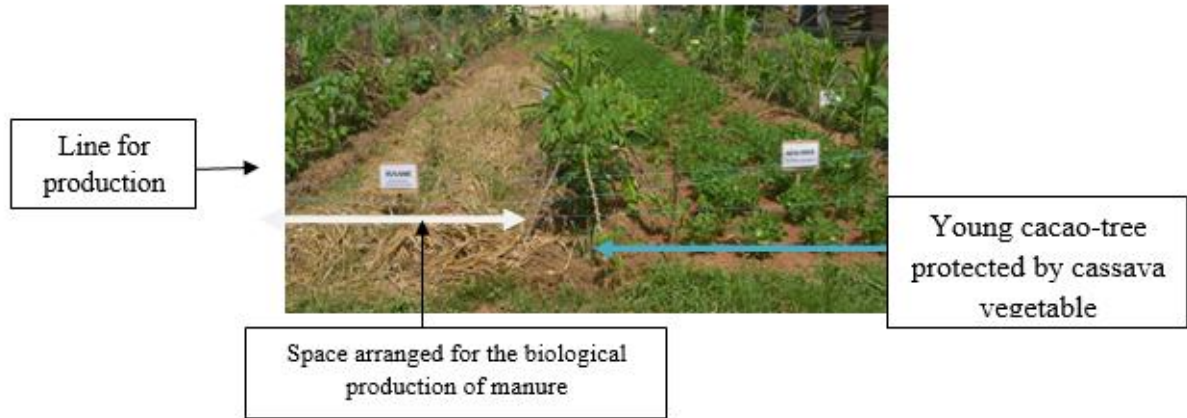 Line for
production
Young cacao-tree
protected by cassava
vegetable
Space arranged for the biological
production of manure